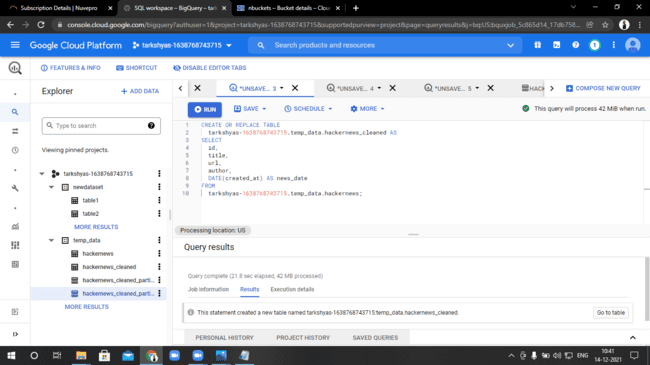 Subscription Details | Nuvepro
SQL workspace – BigQuery – tark
nbuckets – Bucket details – Clou
console.cloud.google.com/bigquery?authuser=1&project=tarkshyas-1638768743715&supportedpurview=project&page=queryresults&j=bq:US:bquxjob_5c865d14_17db758...
Google Cloud Platform
tarkshyas-1638768743715
Search products and resources
1
FEATURES & INFO
SHORTCUT
DISABLE EDITOR TABS
Explorer
+ ADD DATA
*UNSAVE... 3
*UNSAVE... 4
*UNSAVE... 5
HACK
COMPOSE NEW QUERY
RUN
SAVE
SCHEDULE
MORE
This query will process 42 MiB when run.
Type to search
Viewing pinned projects.
tarkshyas-1638768743715
newdataset
table1
table2
MORE RESULTS
temp_data
hackernews
hackernews_cleaned
hackernews_cleaned_parti...
hackernews_cleaned_parti...
MORE RESULTS
1 CREATE OR REPLACE TABLE
2 tarkshyas-1638768743715.temp_data.hackernews_cleaned AS
3 SELECT
4 id,
5 title,
6 url,
7 author,
8 DATE(created_at) AS news_date
9 FROM
10 tarkshyas-1638768743715.temp_data.hackernews;
Processing location: US
Query results
Query complete (21.8 sec elapsed, 42 MB processed)
Job information
Results
Execution details
This statement created a new table named tarkshyas-1638768743715:temp_data.hackernews_cleaned.
Go to table
PERSONAL HISTORY
PROJECT HISTORY
SAVED QUERIES
ENG
10:41
14-12-2021